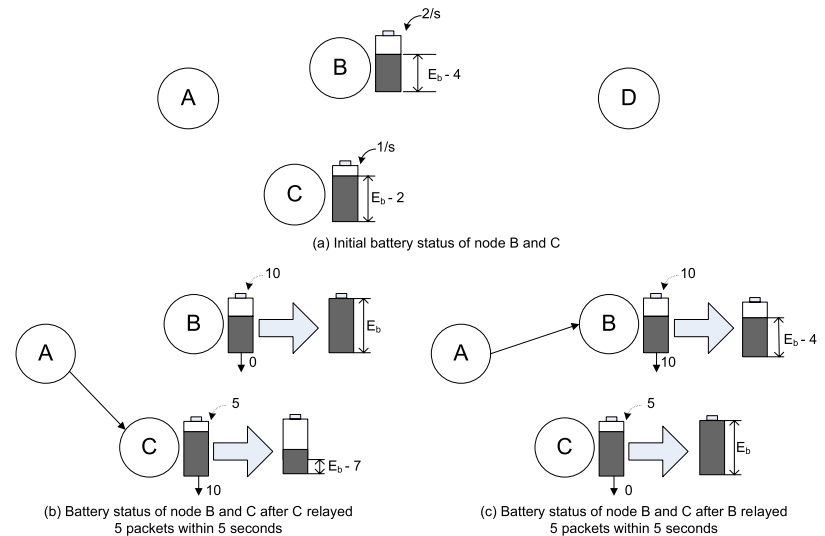 2/s
B
E_b - 4
A
D
1/s
C
E_b - 2
(a) Initial battery status of node B and C
10
B
E_b
0
A
5
C
E_b - 7
10
(b) Battery status of node B and C after C relayed
5 packets within 5 seconds
10
B
E_b - 4
10
A
5
C
E_b
0
(c) Battery status of node B and C after B relayed
5 packets within 5 seconds